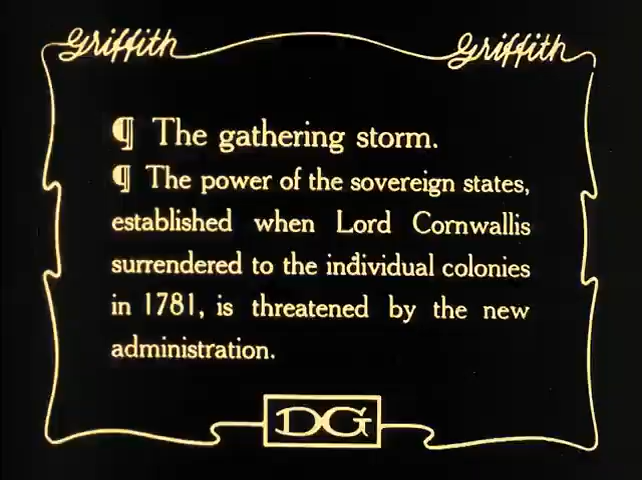 Griffith Griffith
¶ The gathering storm.
¶ The power of the sovereign states,
established when Lord Cornwallis
surrendered to the individual colonies
in 1781, is threatened by the new
administration.
DG